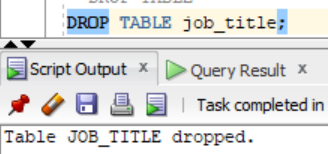 DROP TABLE job_title;
Script Output x
Query Result x
Task completed in
Table JOB_TITLE dropped.